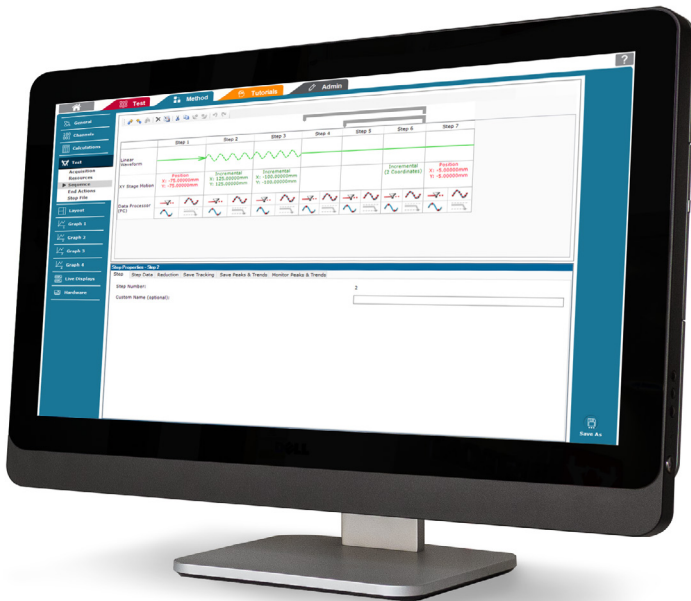 ?
Test
Method
Tutorials
Admin
General
Channels
Calculations
Test
Acquisition
Resources
Sequence
End Actions
Step Fits
Layout
Graph 1
Graph 2
Graph 3
Graph 4
Live Displays
Hardware
Step 1
Step 2
Step 3
Step 4
Step 5
Step 6
Step 7
Linear
Waveform
XY Stage Motion
Position
X: -75.00000mm
Y: -75.00000mm
Incremental
X: 125.00000mm
Y: 125.00000mm
Incremental
X: -100.00000mm
Y: -100.00000mm
Incremental
(2 Coordinates)
Position
X: -5.00000mm
Y: -5.00000mm
Data Processor
(PC)
Step Properties - Step 2
Step
Step Data
Reduction
Save Tracking
Save Peaks & Trends
Monitor Peaks & Trends
Step Number:
2
Custom Name (optional):
Save As
DELL